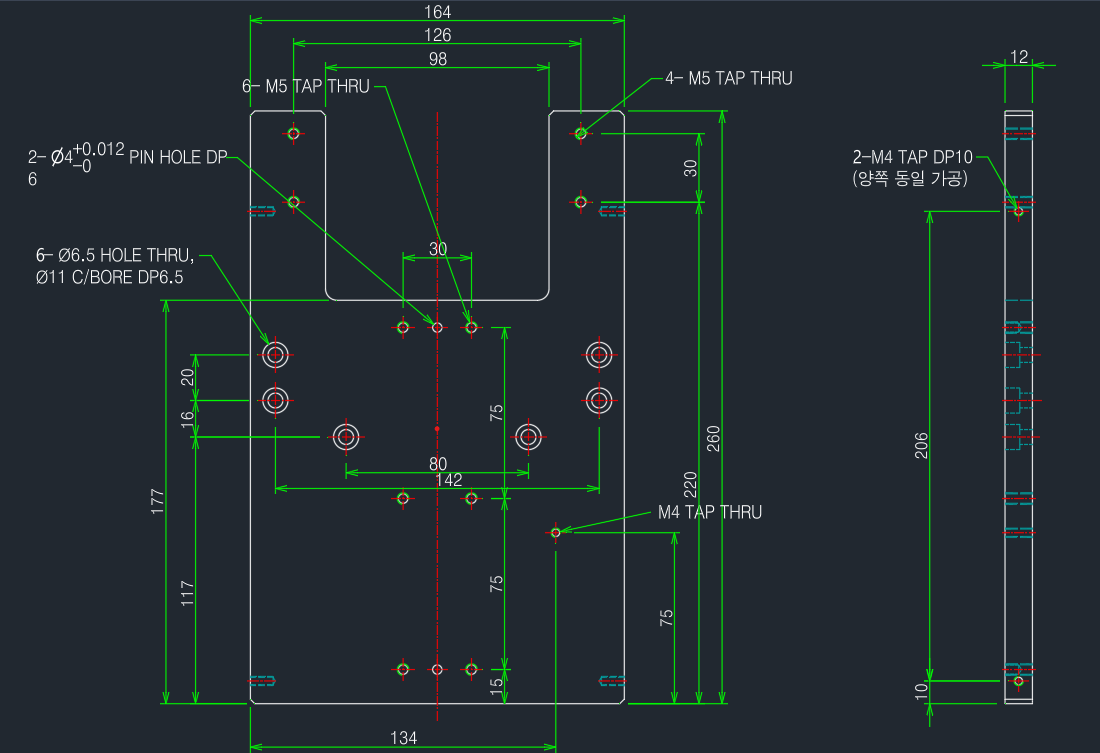 164
126
98
12
6- M5 TAP THRU
4- M5 TAP THRU
2- Ø4+0.012 -0 PIN HOLE DP
6
30
2-M4 TAP DP10
(양쪽 동일 가공)
6- Ø6.5 HOLE THRU,
Ø11 C/BORE DP6.5
30
20
16
75
80
142
260
220
206
177
M4 TAP THRU
117
75
75
15
10
134